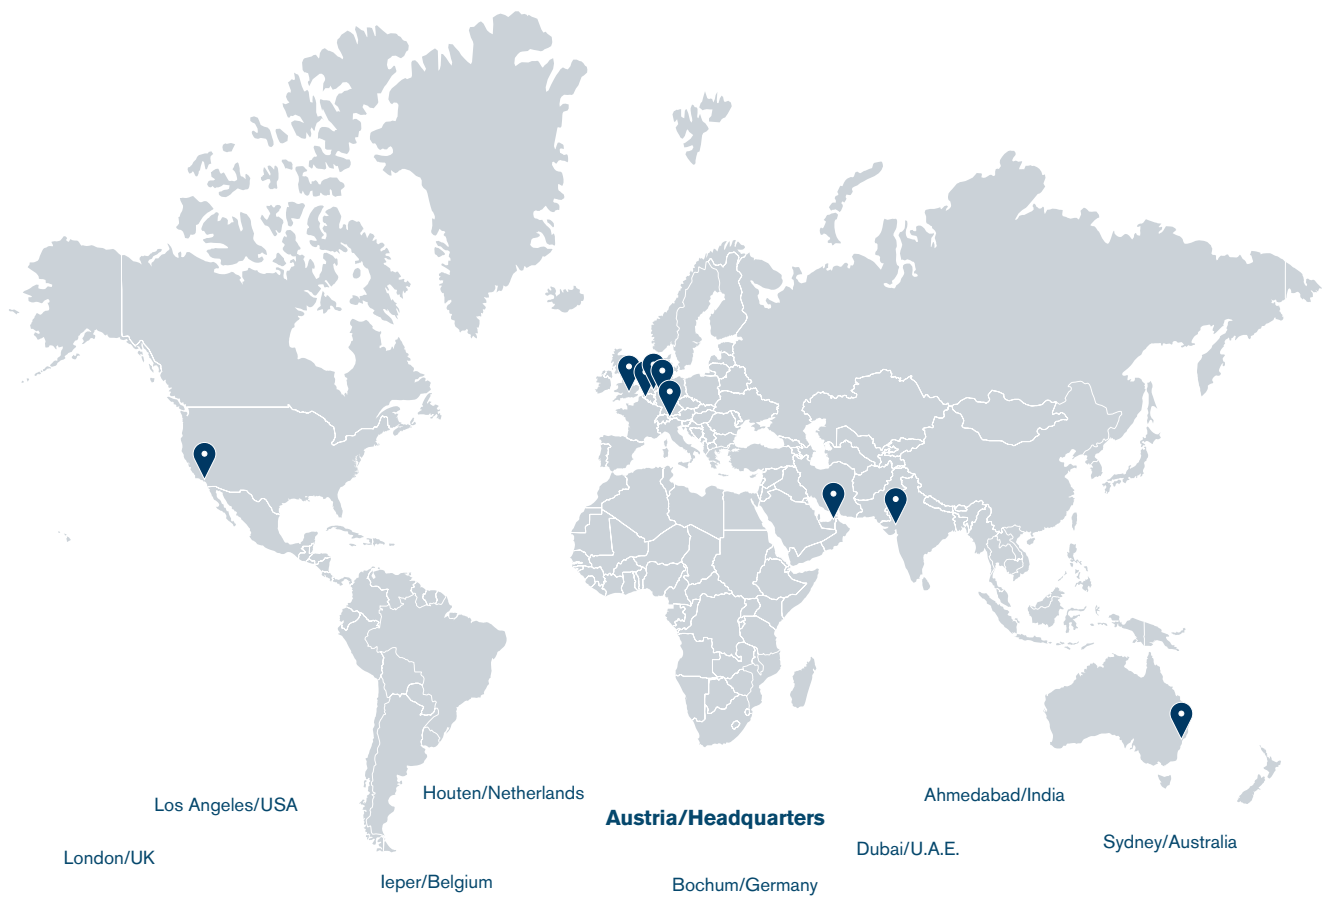 Houten/Netherlands
Ahmedabad/India
Los Angeles/USA
Austria/Headquarters
Sydney/Australia
Dubai/U.A.E.
London/UK
Ieper/Belgium
Bochum/Germany